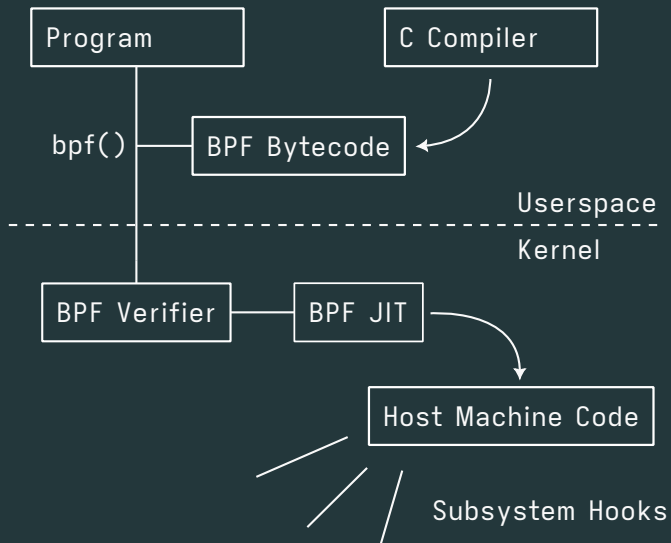 Program
C Compiler
bpf()
BPF Bytecode
Userspace
Kernel
BPF Verifier
BPF JIT
Host Machine Code
Subsystem Hooks